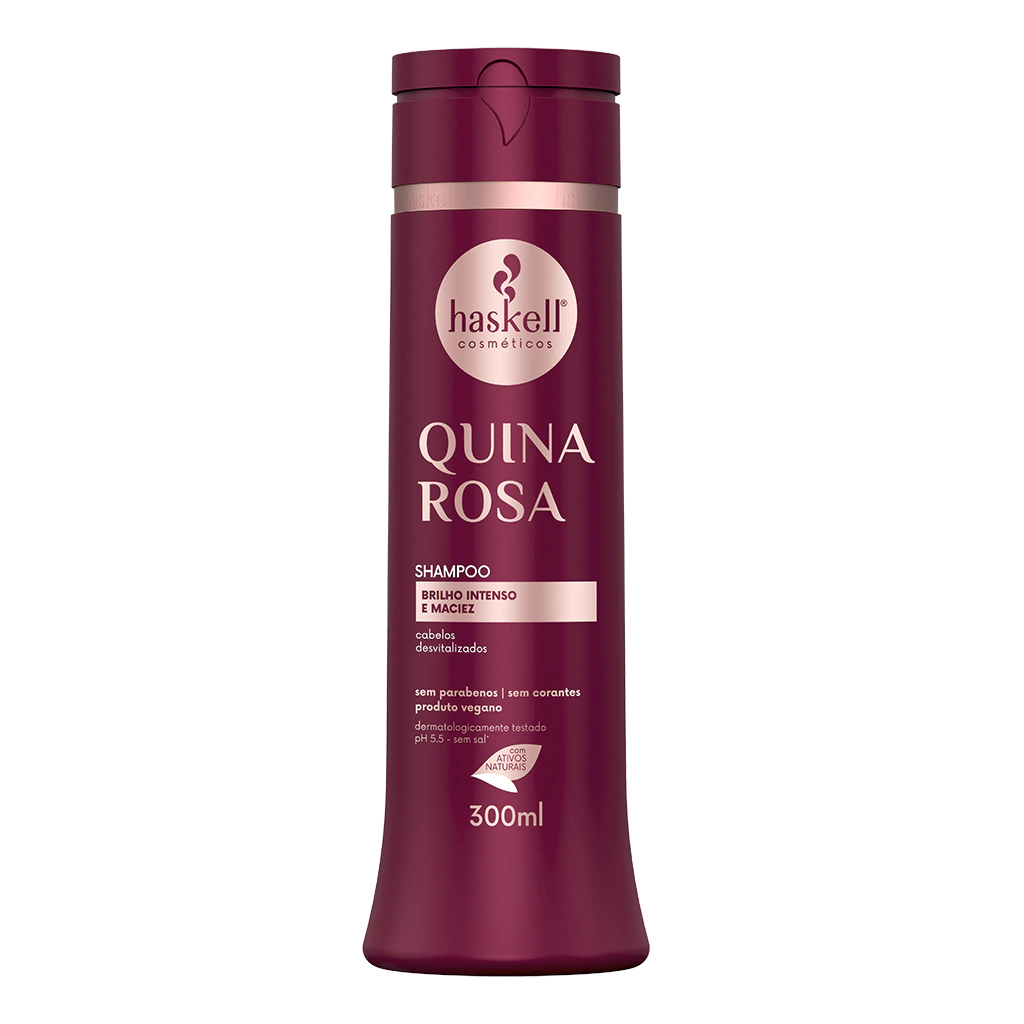 haskell®
cosméticos
QUINA
ROSA
SHAMPOO
BRILHO INTENSO
E MACIEZ
cabelos
desvitalizados
sem parabenos | sem corantes
produto vegano
dermatologicamente testado
pH 5.5 - sem sal*
com
ATIVOS
NATURAIS
300ml